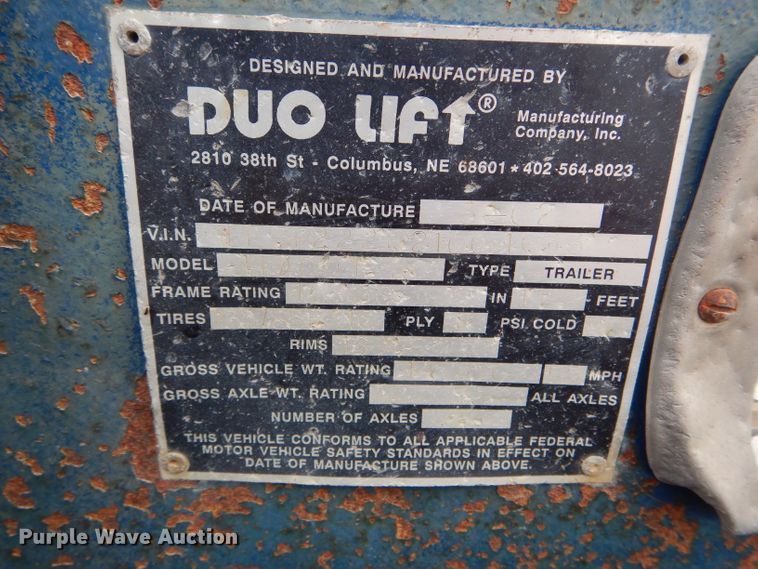 DESIGNED AND MANUFACTURED BY
DUO LIFT® Manufacturing Company, Inc.
2810 38th St - Columbus, NE 68601 * 402 564-8023
DATE OF MANUFACTURE
V.I.N.
MODEL TYPE TRAILER
FRAME RATING IN FEET
TIRES PLY PSI COLD
RIMS
GROSS VEHICLE WT. RATING MPH
GROSS AXLE WT. RATING ALL AXLES
NUMBER OF AXLES
THIS VEHICLE CONFORMS TO ALL APPLICABLE FEDERAL
MOTOR VEHICLE SAFETY STANDARDS IN EFFECT ON
DATE OF MANUFACTURE SHOWN ABOVE.
Purple Wave Auction